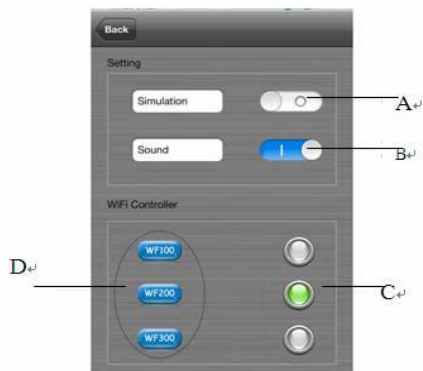 Back
Setting
Simulation
A
Sound
B
WiFi Controller
WF100
D
WF200
C
WF300